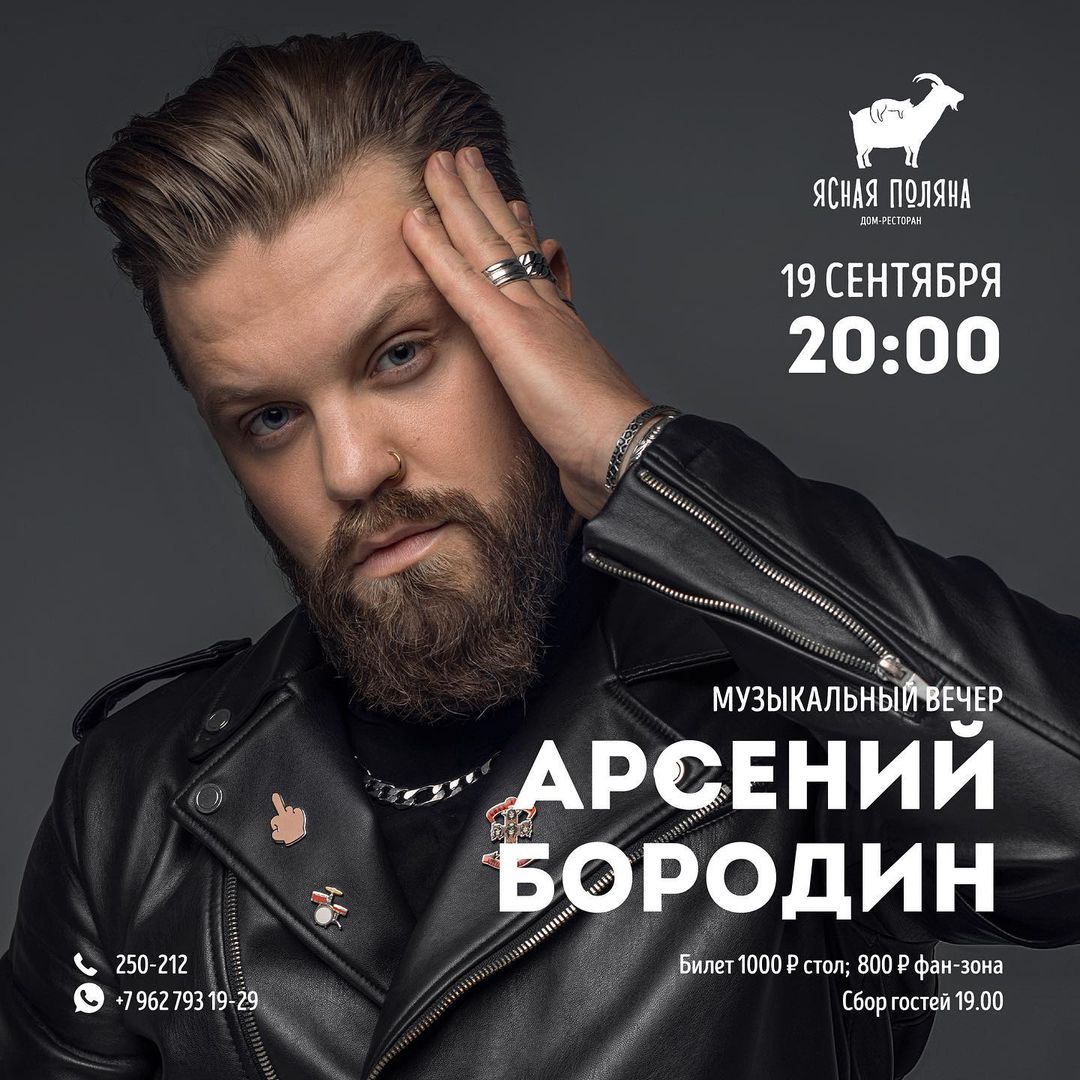 ЯСНАЯ ПОЛЯНА
ДОМ-РЕСТОРАН
19 СЕНТЯБРЯ
20:00
МУЗЫКАЛЬНЫЙ ВЕЧЕР
АРСЕНИЙ
БОРОДИН
250-212
+7 962 793 19-29
Билет 1000 ₽ стол; 800 ₽ фан-зона
Сбор гостей 19.00